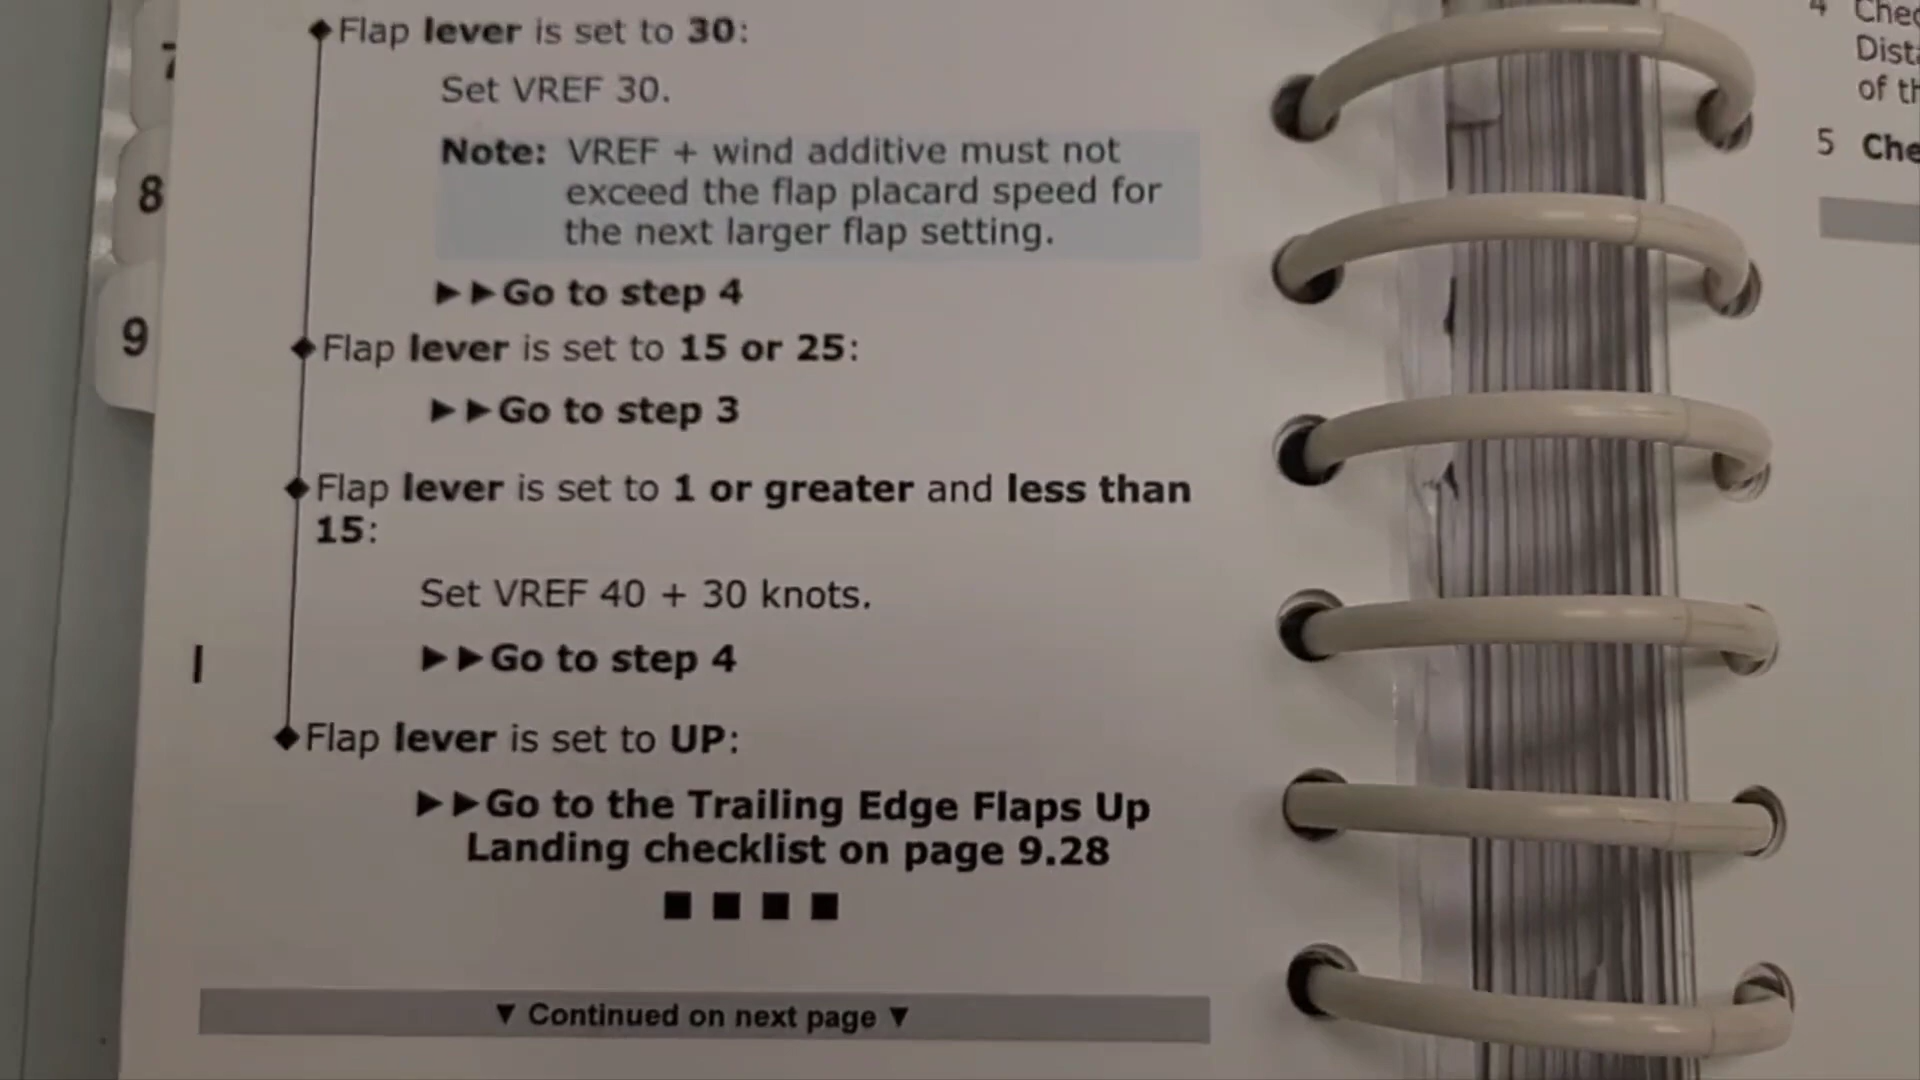 Flap lever is set to 30:
Set VREF 30.
Note: VREF + wind additive must not
exceed the flap placard speed for
the next larger flap setting.
►►Go to step 4
Flap lever is set to 15 or 25:
►►Go to step 3
Flap lever is set to 1 or greater and less than
15:
Set VREF 40 + 30 knots.
►►Go to step 4
Flap lever is set to UP:
►►Go to the Trailing Edge Flaps Up
Landing checklist on page 9.28
■ ■ ■ ■
▼ Continued on next page ▼
7
8
9
4
of
5